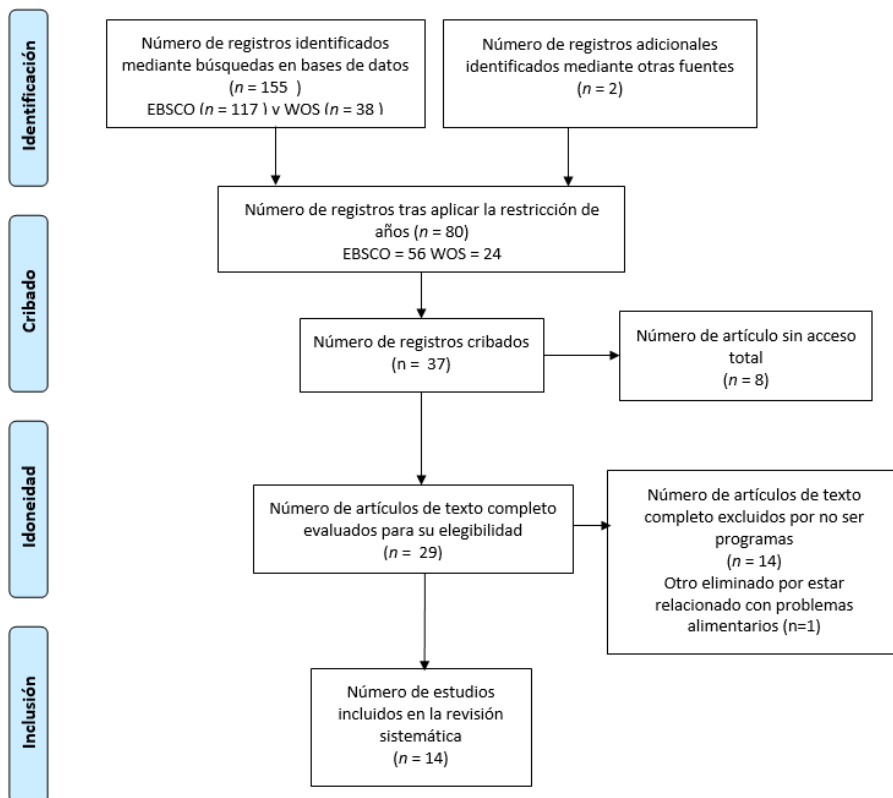 Identificación
Número de registros identificados
mediante búsquedas en bases de datos
(n = 155 )
EBSCO (n = 117 ) y WOS (n = 38 )
Número de registros adicionales
identificados mediante otras fuentes
(n = 2)
Número de registros tras aplicar la restricción de
años (n = 80)
EBSCO = 56 WOS = 24
Cribado
Número de registros cribados
(n = 37)
Número de artículo sin acceso
total
(n = 8)
Idoneidad
Número de artículos de texto completo
evaluados para su elegibilidad
(n = 29)
Número de artículos de texto
completo excluidos por no ser
programas
(n = 14)
Otro eliminado por estar
relacionado con problemas
alimentarios (n=1)
Inclusión
Número de estudios
incluidos en la revisión
sistemática
(n = 14)